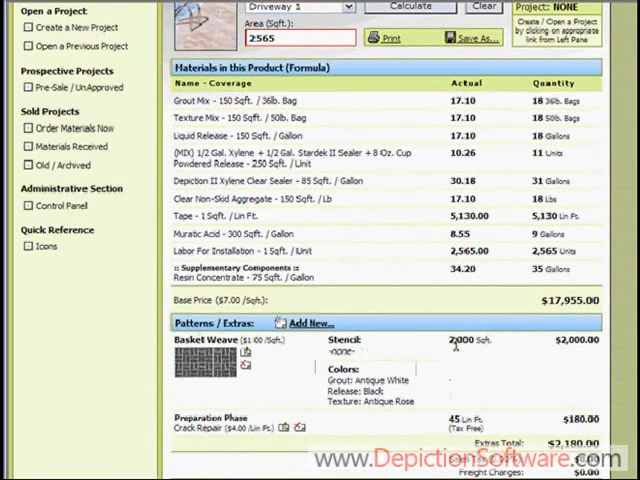 Open a Project
Create a New Project
Open a Previous Project
Prospective Projects
Pre-Sale / UnApproved
Sold Projects
Order Materials Now
Materials Received
Old / Archived
Administrative Section
Control Panel
Quick Reference
Icons
Driveway 1
Calculate
Clear
Area (Sqft.):
2565
Print
Save As...
Project: NONE
Create / Open a Project
by clicking on appropriate
link from Left Pane
Materials in this Product (Formula)
Name - Coverage Actual Quantity
Grout Mix - 150 Sqft. / 36lb. Bag 17.10 18 36lb. Bags
Texture Mix - 150 Sqft. / 50lb. Bag 17.10 18 50lb. Bags
Liquid Release - 150 Sqft. / Gallon 17.10 18 Gallons
(MIX) 1/2 Gal. Xylene + 1/2 Gal. Stardek II Sealer + 8 Oz. Cup
Powdered Release - 250 Sqft. / Unit 10.26 11 Units
Depiction II Xylene Clear Sealer - 85 Sqft. / Gallon 30.18 31 Gallons
Clear Non-Skid Aggregate - 150 Sqft. / Lb 17.10 18 Lbs
Tape - 1 Sqft. / Lin Ft. 5,130.00 5,130 Lin Fs.
Muratic Acid - 300 Sqft. / Gallon 8.55 9 Gallons
Labor For Installation - 1 Sqft. / Unit 2,565.00 2,565 Units
:: Supplementary Components ::
Resin Concentrate - 75 Sqft. / Gallon 34.20 35 Gallons
Base Price ($7.00 /Sqft.): $17,955.00
Patterns / Extras: Add New...
Basket Weave ($1.00 /Sqft.) Stencil: 2,000 Sqft. $2,000.00
-none-
Colors:
Grout: Antique White
Release: Black
Texture: Antique Rose
Preparation Phase 45 Lin Ft. $180.00
Crack Repair ($4.00 /Lin Ft.) (Tax Free)
Extras Total: $2,180.00
Freight Charges: $0.00
www.DepictionSoftware.com